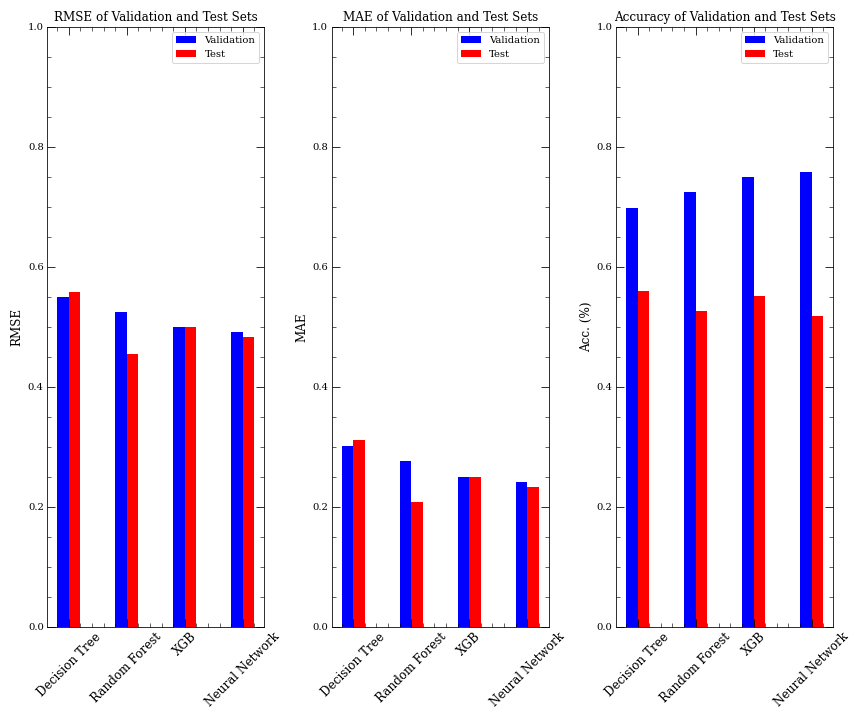 RMSE of Validation and Test Sets
1.0
0.8
0.6
0.4
0.2
0.0
RMSE
Validation
Test
Decision Tree
Random Forest
XGB
Neural Network
MAE of Validation and Test Sets
1.0
0.8
0.6
0.4
0.2
0.0
MAE
Validation
Test
Decision Tree
Random Forest
XGB
Neural Network
Accuracy of Validation and Test Sets
1.0
0.8
0.6
0.4
0.2
0.0
Acc. (%)
Validation
Test
Decision Tree
Random Forest
XGB
Neural Network